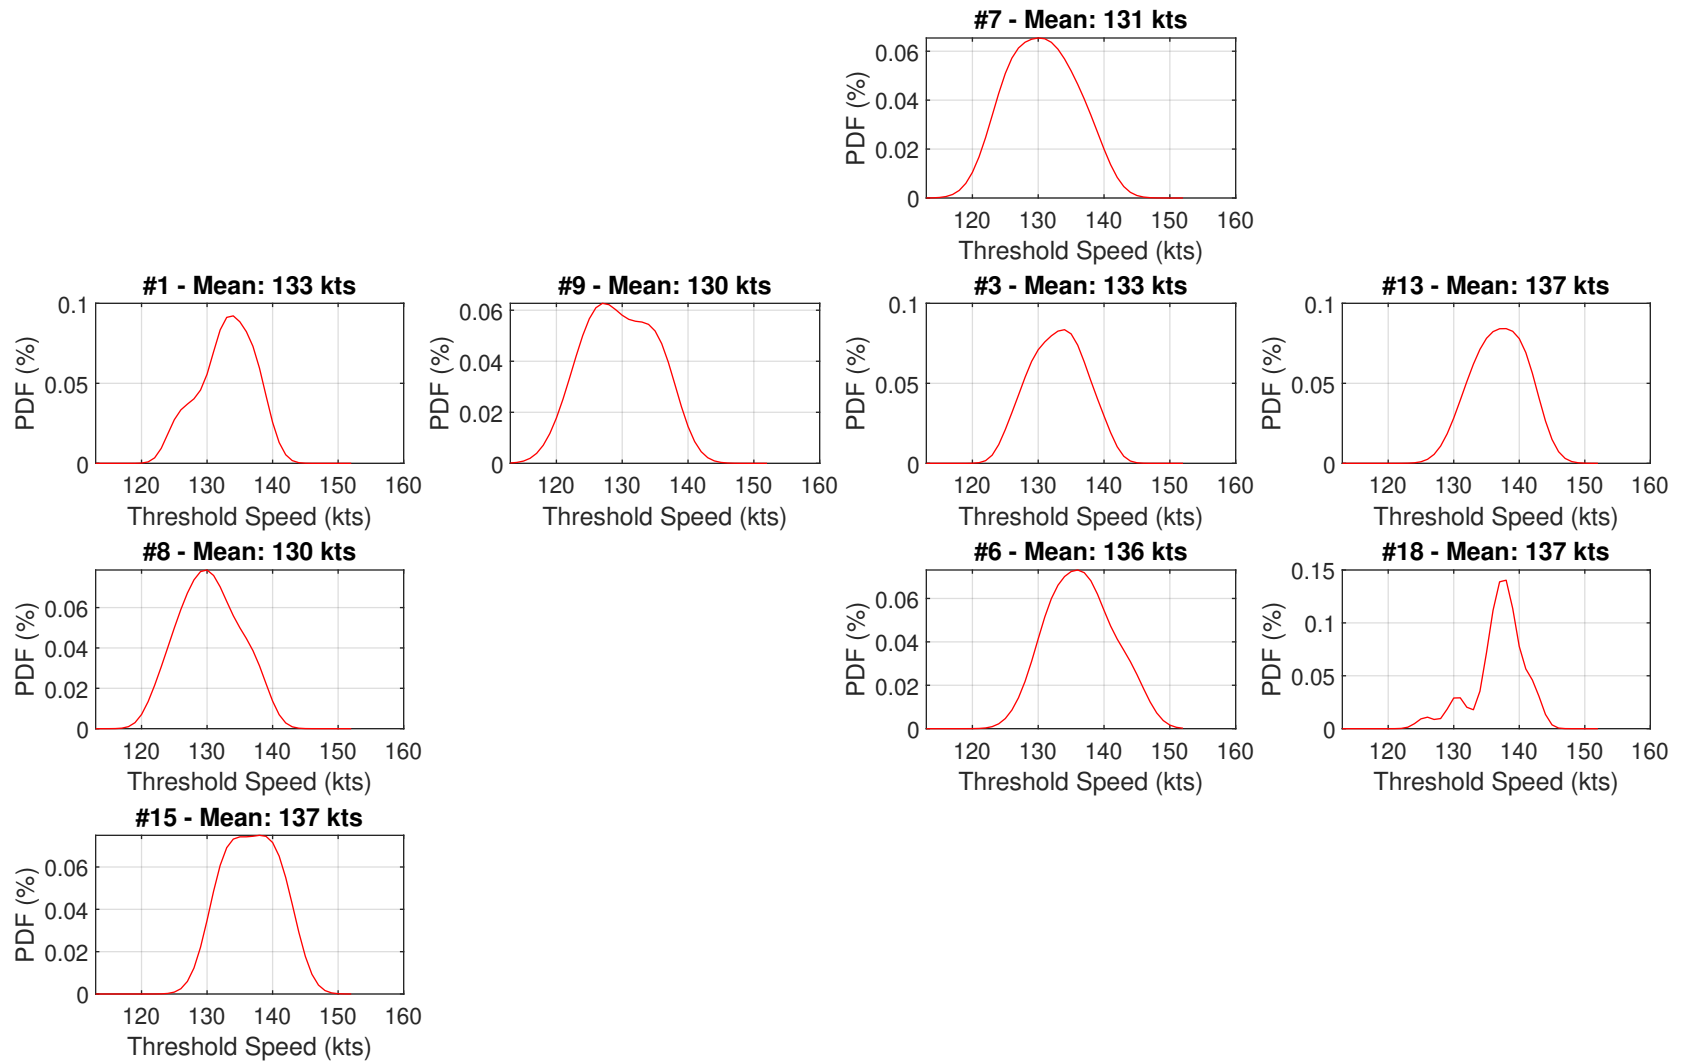 #7 - Mean: 131 kts
PDF (%)
0.06
0.04
0.02
0
120 130 140 150 160
Threshold Speed (kts)
#1 - Mean: 133 kts
PDF (%)
0.1
0.05
0
120 130 140 150 160
Threshold Speed (kts)
#9 - Mean: 130 kts
PDF (%)
0.06
0.04
0.02
0
120 130 140 150 160
Threshold Speed (kts)
#3 - Mean: 133 kts
PDF (%)
0.1
0.05
0
120 130 140 150 160
Threshold Speed (kts)
#13 - Mean: 137 kts
PDF (%)
0.1
0.05
0
120 130 140 150 160
Threshold Speed (kts)
#8 - Mean: 130 kts
PDF (%)
0.06
0.04
0.02
0
120 130 140 150 160
Threshold Speed (kts)
#6 - Mean: 136 kts
PDF (%)
0.06
0.04
0.02
0
120 130 140 150 160
Threshold Speed (kts)
#18 - Mean: 137 kts
PDF (%)
0.15
0.1
0.05
0
120 130 140 150 160
Threshold Speed (kts)
#15 - Mean: 137 kts
PDF (%)
0.06
0.04
0.02
0
120 130 140 150 160
Threshold Speed (kts)